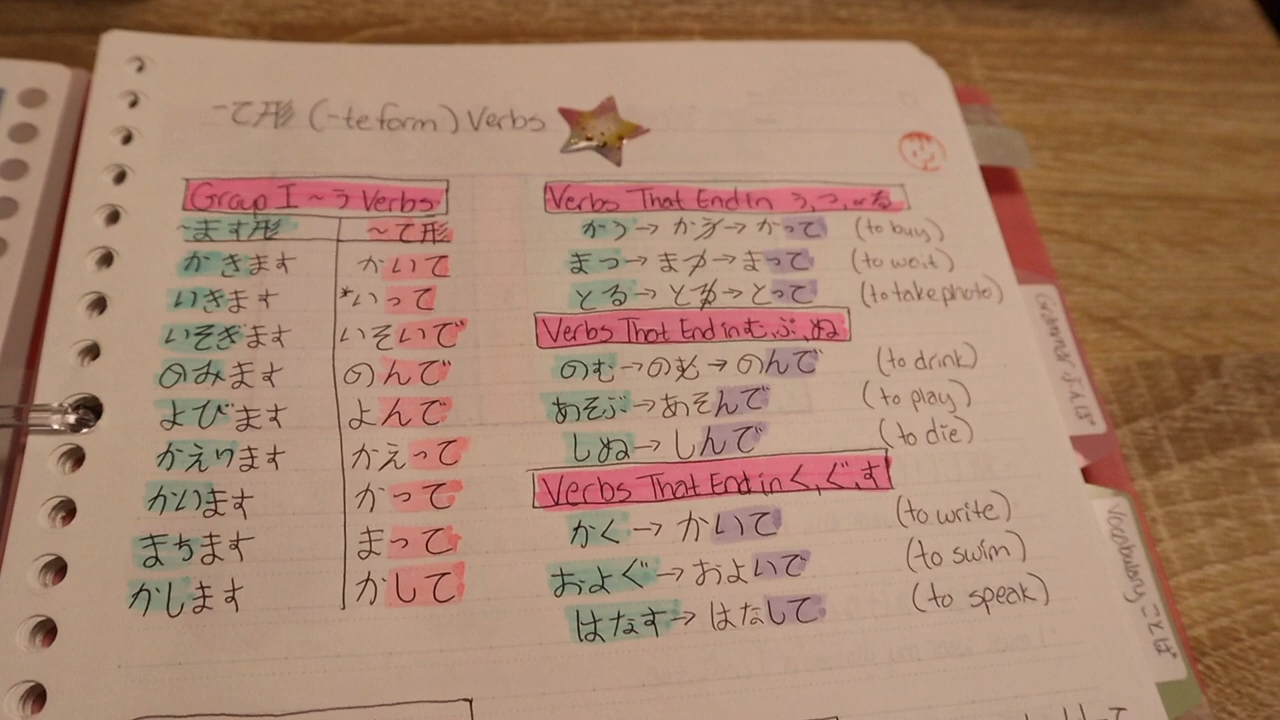 -て形 (-te form) Verbs
Group I ~う Verbs
~ます形 ~て形
かきます かいて
いきます *いって
いそぎます いそいで
のみます のんで
よびます よんで
かえります かえって
かいます かって
まちます まって
かします かして
Verbs That End in う,つ, or る
かう→かう→かって (to buy)
まつ→まつ→まって (to wait)
とる→とる→とって (to take photo)
Verbs That End in む,ぶ,ぬ
のむ→のむ→のんで (to drink)
あそぶ→あそんで (to play)
しぬ→しんで (to die)
Verbs That End in く,ぐ,す
かく→かいて (to write)
およぐ→およいで (to swim)
はなす→はなして (to speak)
Vocabulary ことば